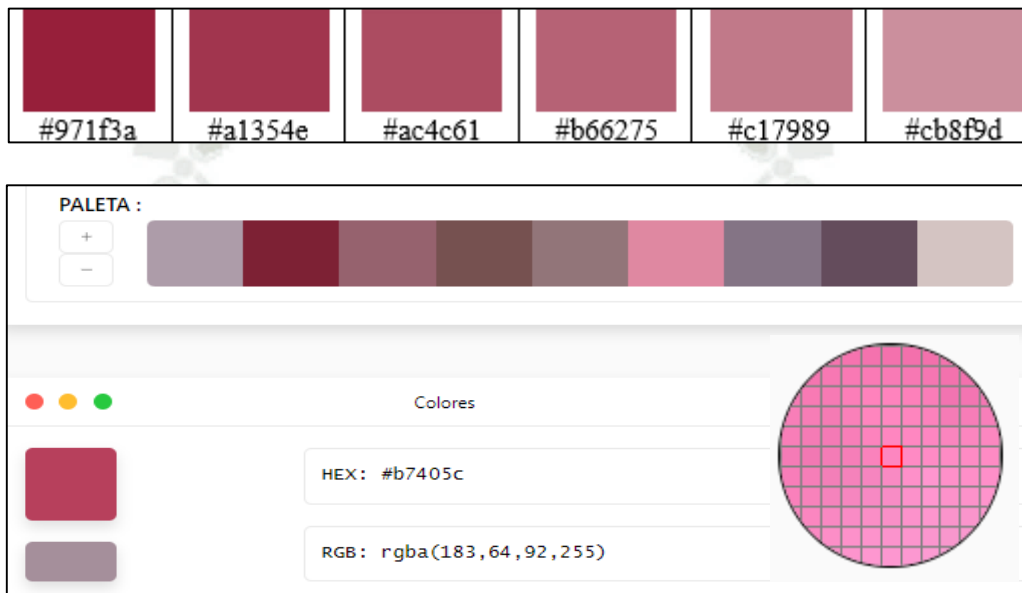 #971f3a #a1354e #ac4c61 #b66275 #c17989 #cb8f9d
PALETA :
+
−
Colores
HEX: #b7405c
RGB: rgba(183,64,92,255)